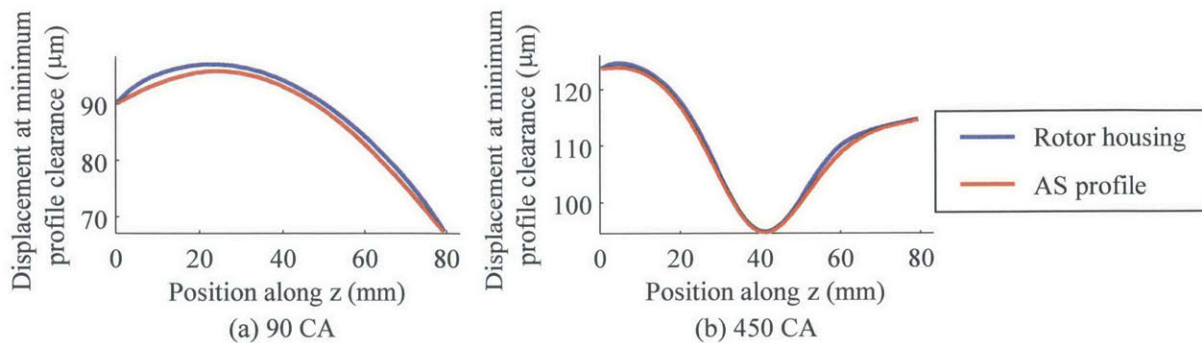 Displacement at minimum
profile clearance (μm)
90
80
70
0
20
40
60
80
Position along z (mm)
(a) 90 CA
Displacement at minimum
profile clearance (μm)
120
110
100
0
20
40
60
80
Position along z (mm)
(b) 450 CA
Rotor housing
AS profile